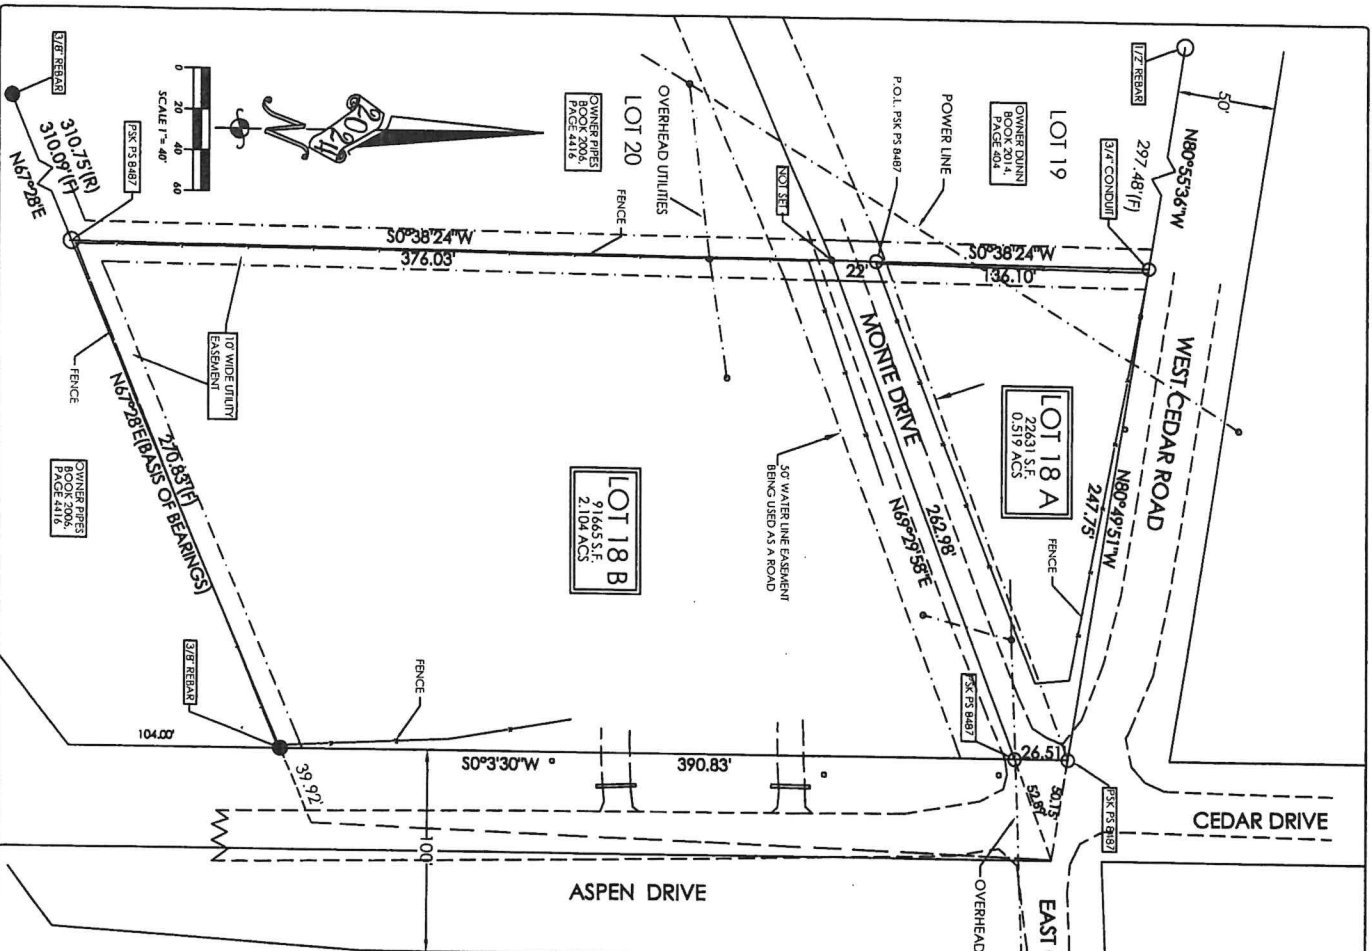 1/2" REBAR
50'
N80°55'36"W
297.48'(F)
3/4" CONDUIT
LOT 19
OWNER DUNN
BOOK 2014,
PAGE 404
POWER LINE
P.O.L. PSK PS 8487
WEST CEDAR ROAD
S0°38'24"W
136.10'
22'
NOT SET
LOT 18 A
22631 S.F.
0.519 ACS
N80°49'51"W
247.75'
FENCE
MONTE DRIVE
262.98'
N69°29'58"E
50' WATER LINE EASEMENT
BEING USED AS A ROAD
OVERHEAD UTILITIES
LOT 20
OWNER PIPES
BOOK 2006,
PAGE 4416
FENCE
S0°38'24"W
376.03'
2024
N
0 20 40 60
SCALE 1"= 40'
3/8" REBAR
PSK PS 8487
310.75'(R)
310.09'(F)
N67°28'E
10' WIDE UTILITY
EASEMENT
FENCE
270.83'(F)
N67°28'E(BASIS OF BEARINGS)
OWNER PIPES
BOOK 2006,
PAGE 4416
LOT 18 B
91665 S.F.
2.104 ACS
PSK PS 8487
26.51
PSK PS 8487
50.75'
CEDAR DRIVE
FENCE
3/8" REBAR
104.00'
S0°3'30"W
390.83'
39.92'
100'
ASPEN DRIVE
OVERHEAD
EAST